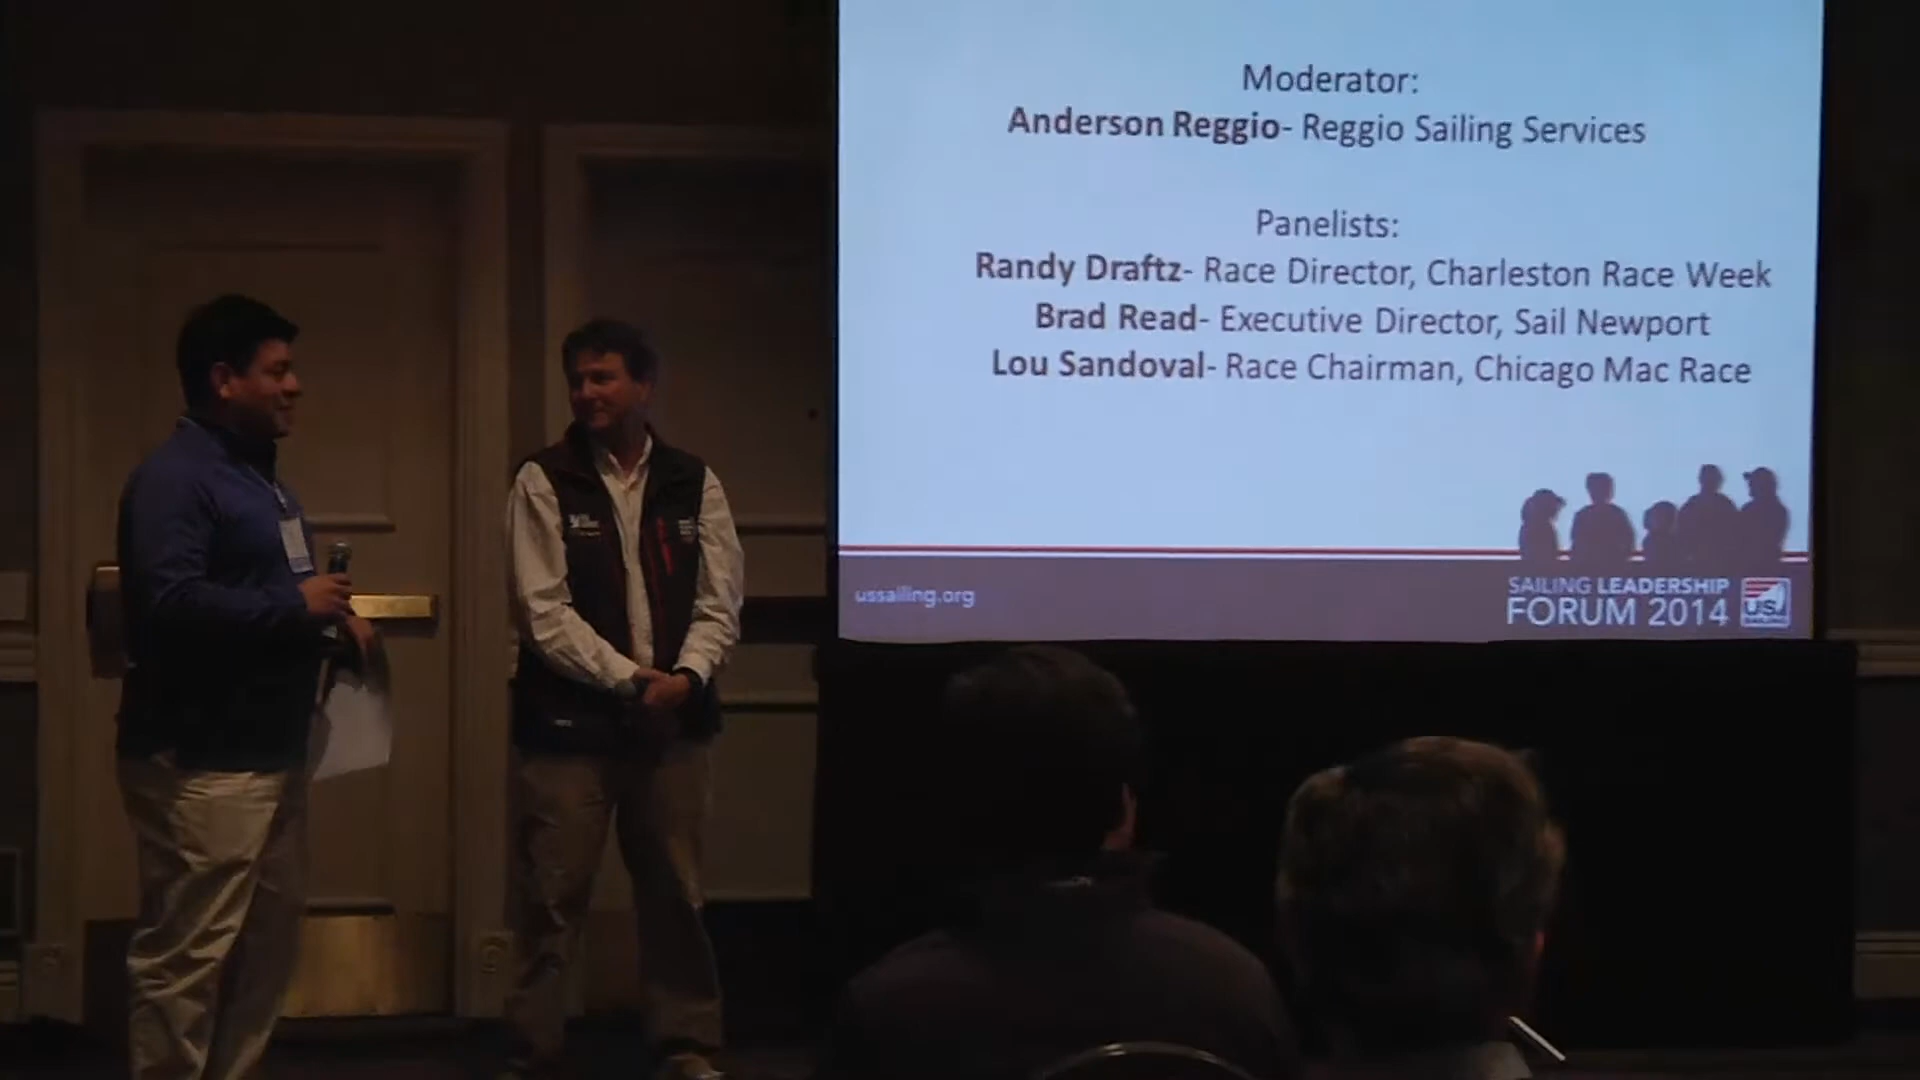 Moderator:
Anderson Reggio- Reggio Sailing Services
Panelists:
Randy Draftz- Race Director, Charleston Race Week
Brad Read- Executive Director, Sail Newport
Lou Sandoval- Race Chairman, Chicago Mac Race
ussailing.org
SAILING LEADERSHIP
FORUM 2014
US